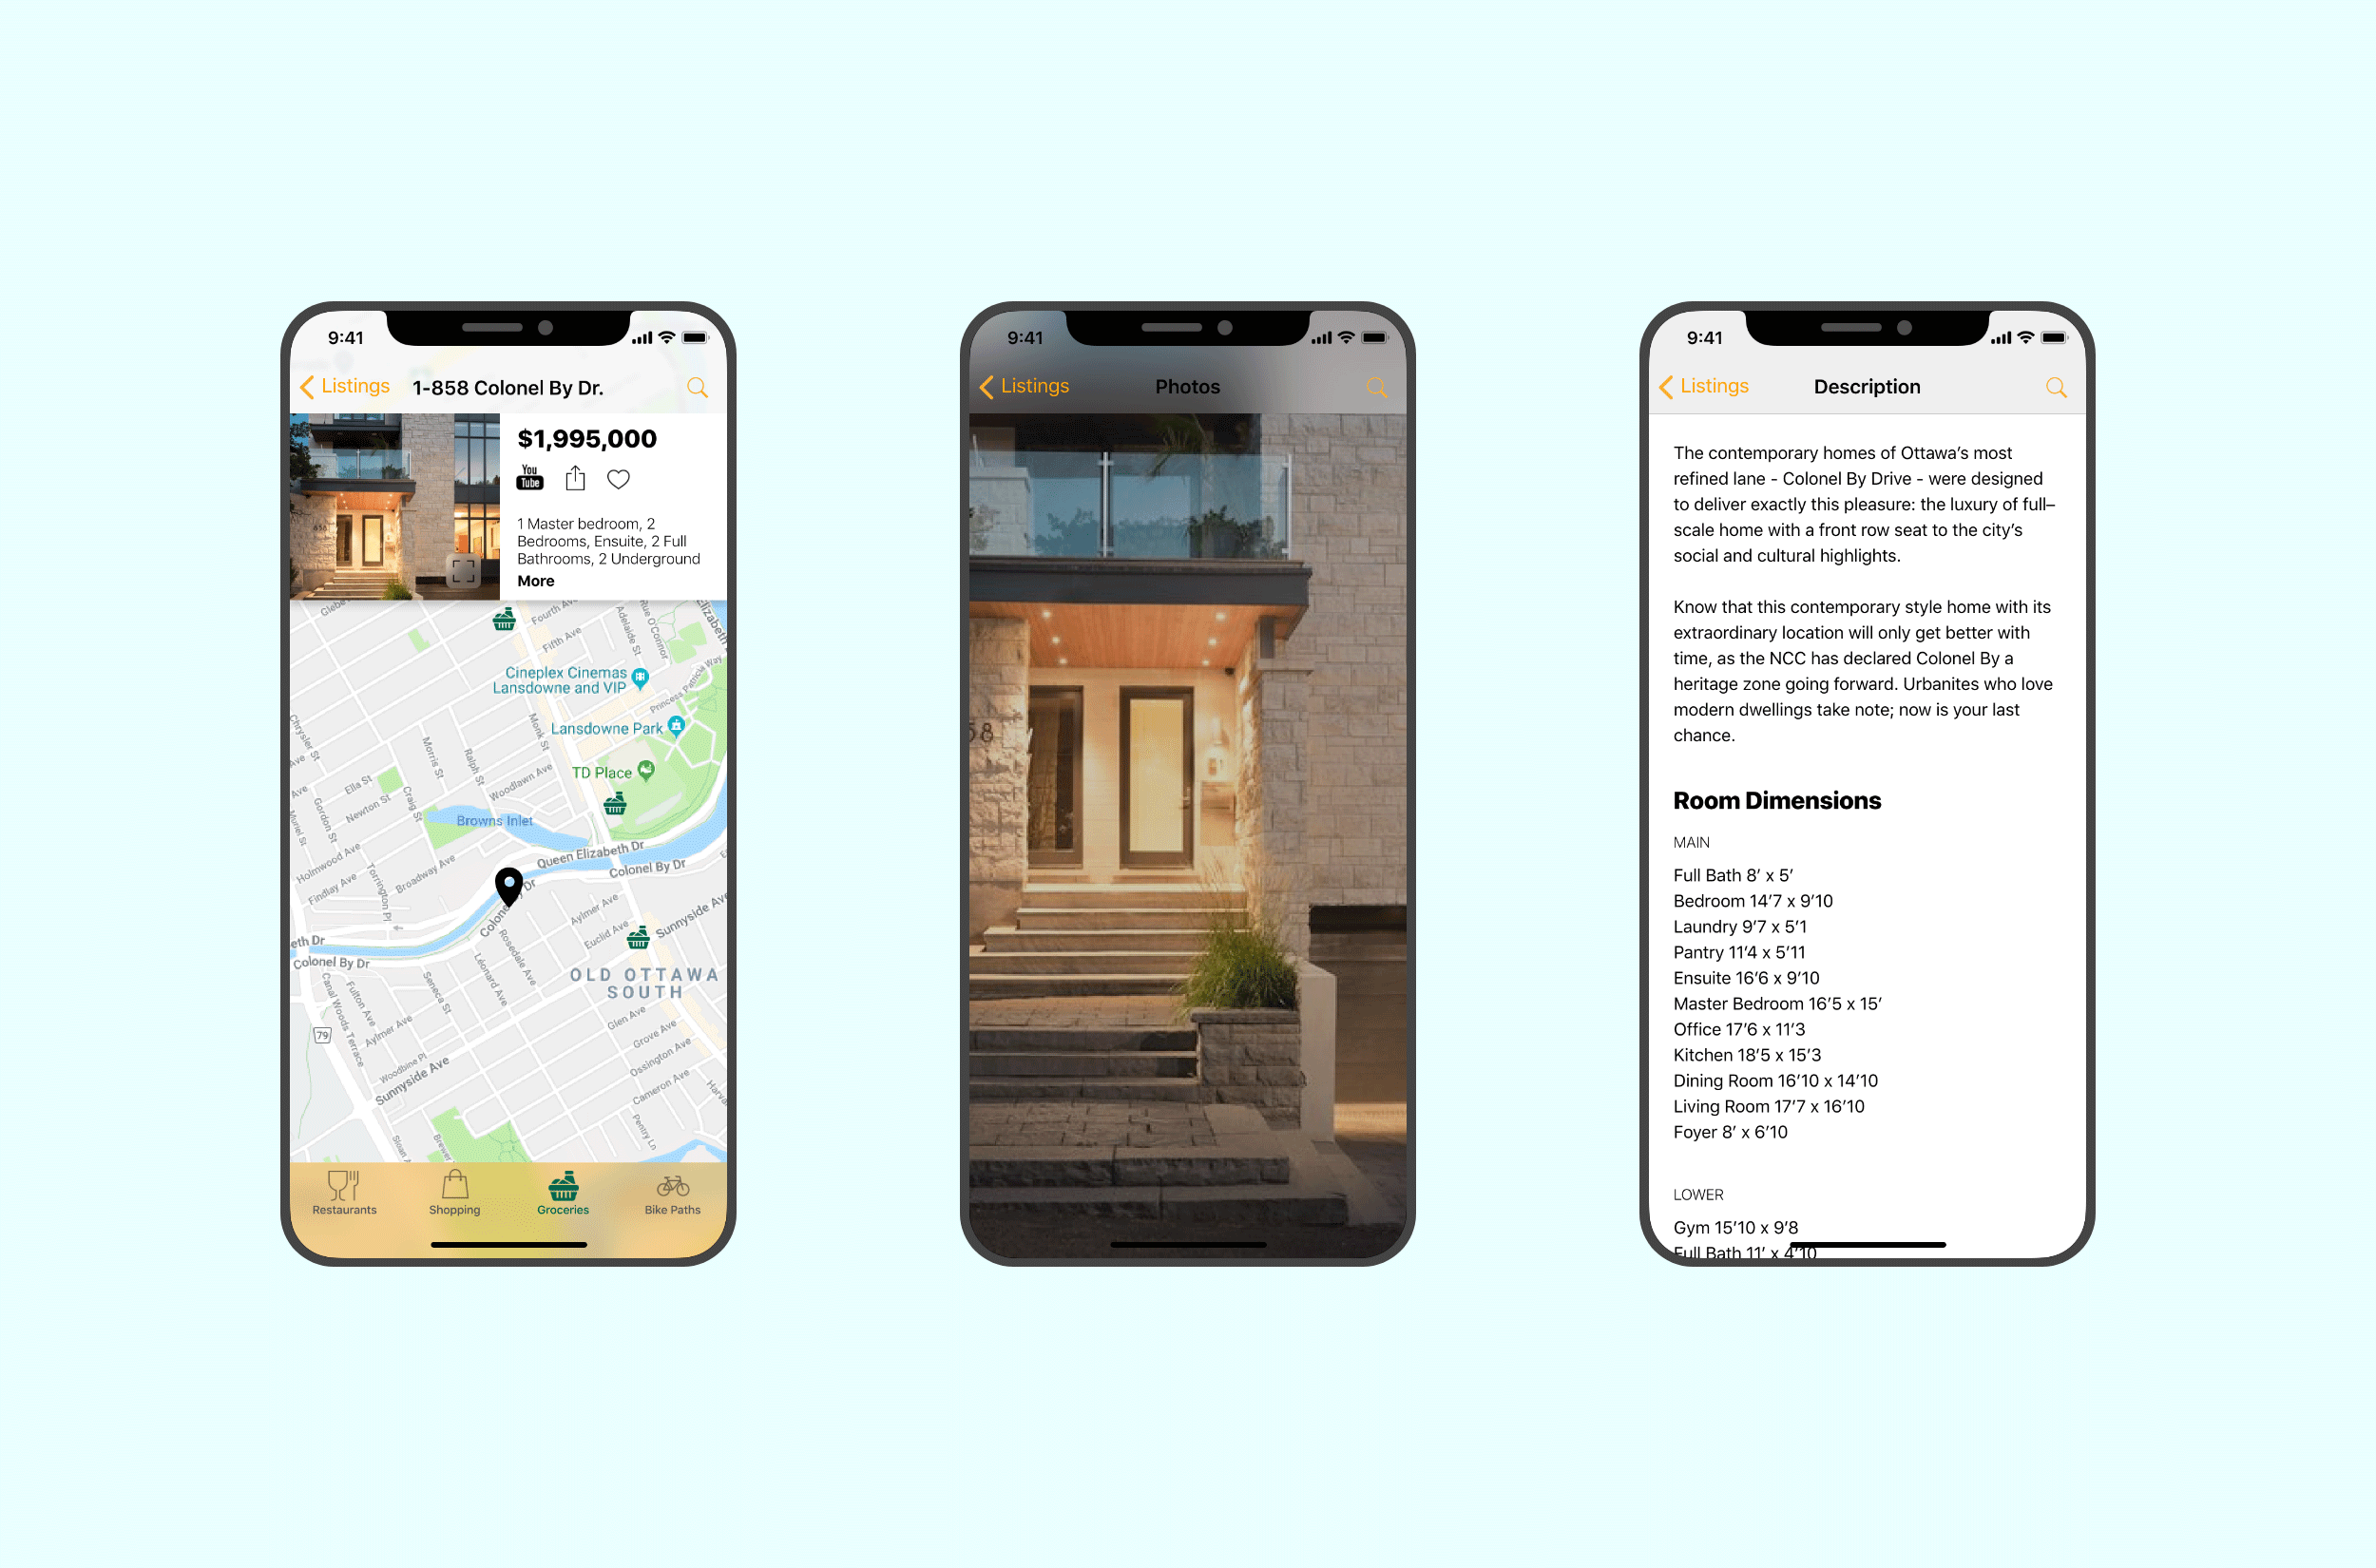 9:41
Listings
1-858 Colonel By Dr.
$1,995,000
You
Tube
1 Master bedroom, 2
Bedrooms, Ensuite, 2 Full
Bathrooms, 2 Underground
More
858
Glebe
Fourth Ave
Fifth Ave
Adelaide St
Rue O'Connor
Elizabeth
Cineplex Cinemas
Lansdowne and VIP
Princess Patricia Way
Lansdowne Park
Monk St
Chrysler St
Morris St
Ralph St
TD Place
Woodlawn Ave
Ave
Ella St
Newton St
Craig St
Ave
Gordon St
Muriel St
Browns Inlet
Holmwood Ave
Findlay Ave
Torrington Pl
Broadway Ave
Queen Elizabeth Dr
Colonel By Dr
Colonel By Dr
Aylmer Ave
Euclid Ave
Sunnyside Ave
eth Dr
Colonel By Dr
Rosedale Ave
Leonard Ave
Seneca St
OLD OTTAWA
SOUTH
Canal Woods Terrace
Fulton Ave
Aylmer Ave
79
Glen Ave
Grove Ave
Ossington Ave
Cameron Ave
Harva
Woodbine Pl
Sunnyside Ave
Sloan A
Brewer
Pentry Ln
Restaurants
Shopping
Groceries
Bike Paths
9:41
Listings
Photos
58
9:41
Listings
Description
The contemporary homes of Ottawa’s most
refined lane - Colonel By Drive - were designed
to deliver exactly this pleasure: the luxury of full–
scale home with a front row seat to the city’s
social and cultural highlights.
Know that this contemporary style home with its
extraordinary location will only get better with
time, as the NCC has declared Colonel By a
heritage zone going forward. Urbanites who love
modern dwellings take note; now is your last
chance.
Room Dimensions
MAIN
Full Bath 8’ x 5’
Bedroom 14’7 x 9’10
Laundry 9’7 x 5’1
Pantry 11’4 x 5’11
Ensuite 16’6 x 9’10
Master Bedroom 16’5 x 15’
Office 17’6 x 11’3
Kitchen 18’5 x 15’3
Dining Room 16’10 x 14’10
Living Room 17’7 x 16’10
Foyer 8’ x 6’10
LOWER
Gym 15’10 x 9’8
Full Bath 11’ x 4’10